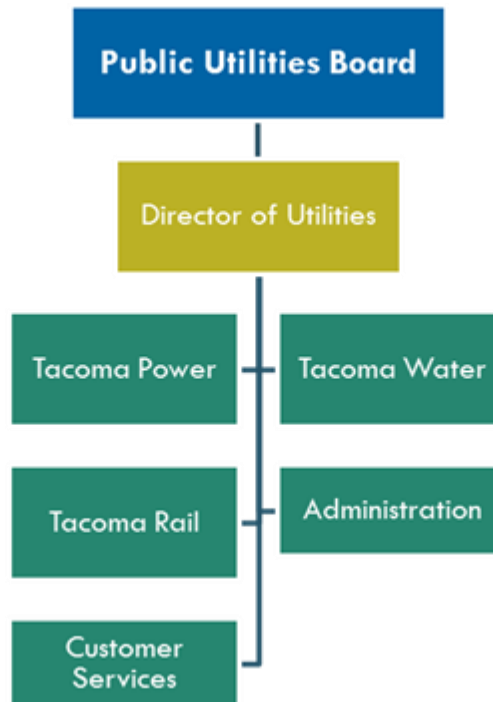 Public Utilities Board
Director of Utilities
Tacoma Power
Tacoma Water
Tacoma Rail
Administration
Customer
Services